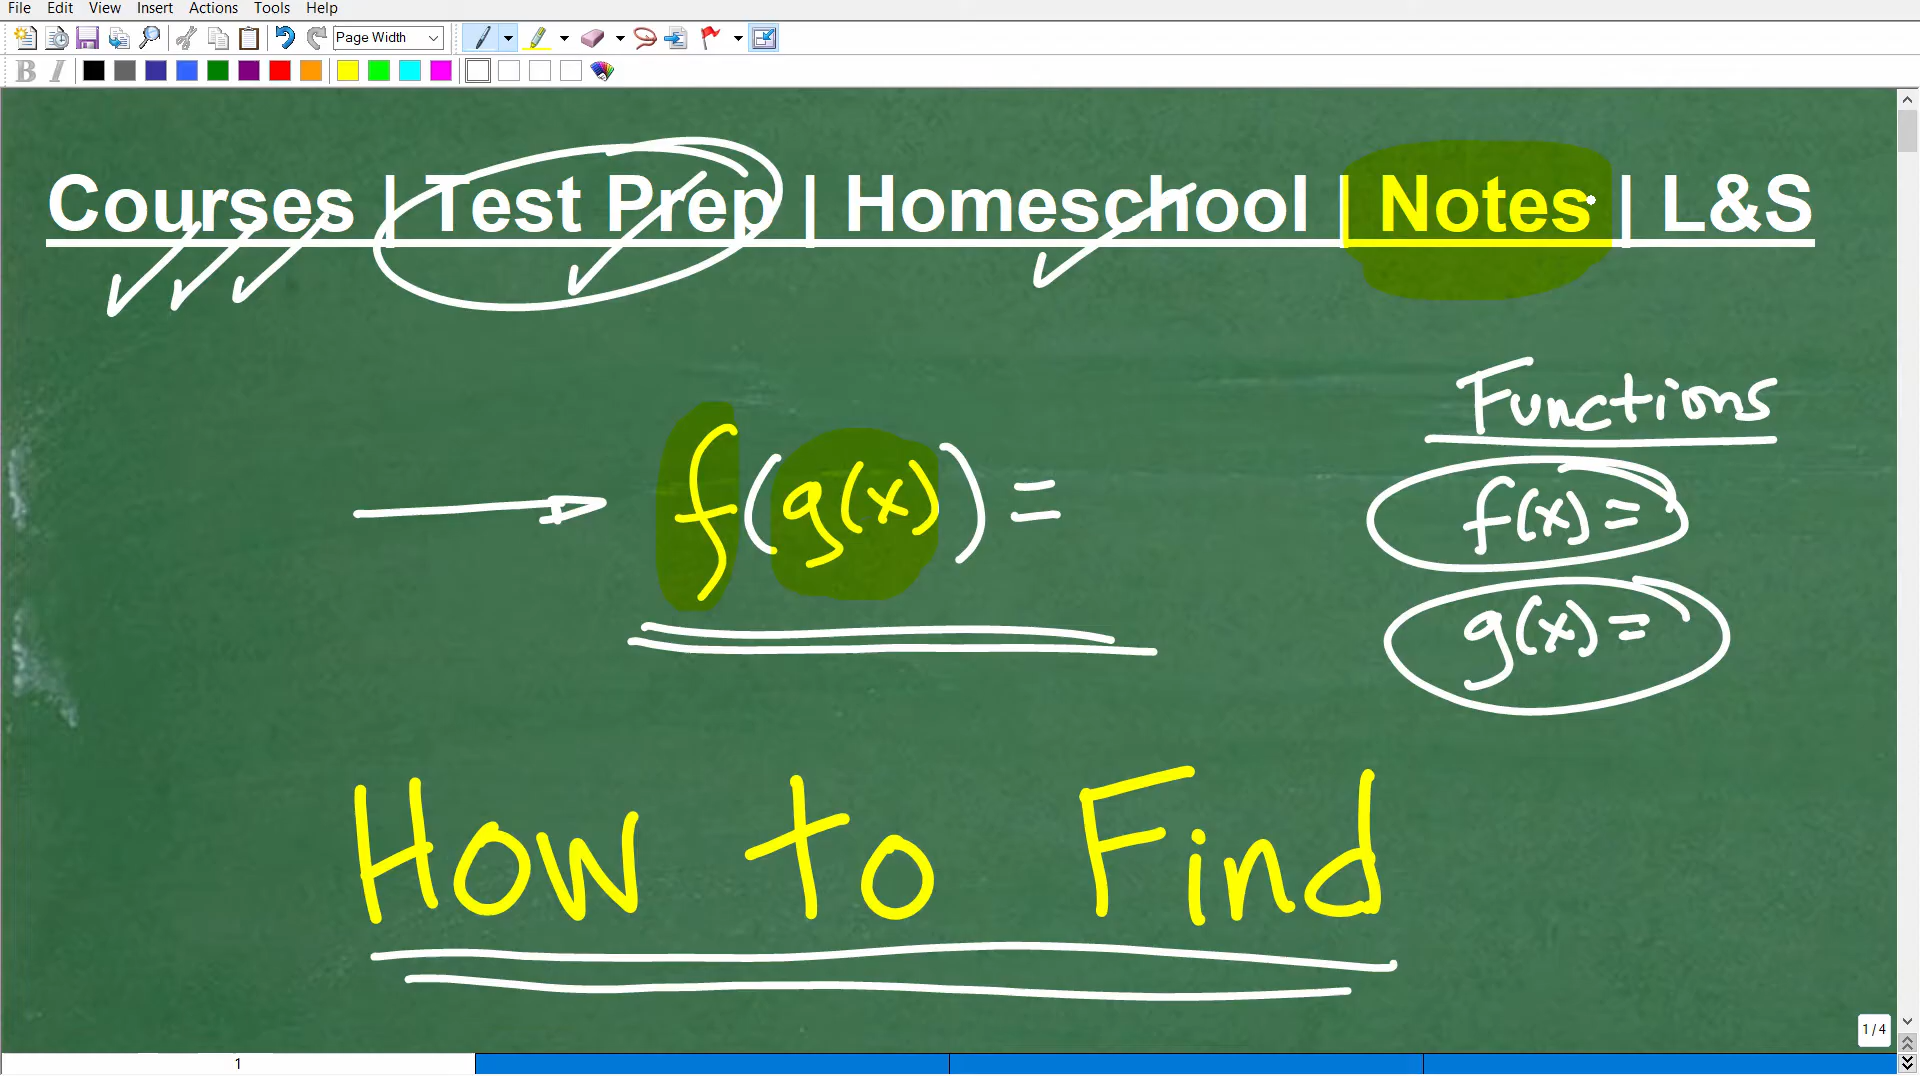 File Edit View Insert Actions Tools Help
Page Width
B I
Courses | Test Prep | Homeschool | Notes | L&S
Functions
f(g(x)) =
f(x) =
g(x) =
How to Find
1 / 4
1